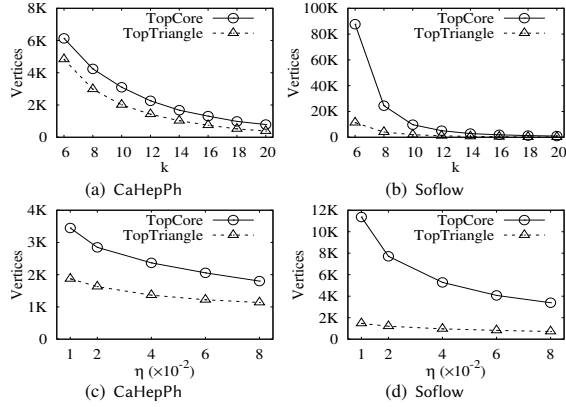 8K
6K
4K
2K
0
Vertices
TopCore
TopTriangle
6 8 10 12 14 16 18 20
k
(a) CaHepPh
100K
80K
60K
40K
20K
0
Vertices
TopCore
TopTriangle
6 8 10 12 14 16 18 20
k
(b) Soflow
4K
3K
2K
1K
0
Vertices
TopCore
TopTriangle
1 2 4 6 8
η (×10⁻²)
(c) CaHepPh
12K
10K
8K
6K
4K
2K
0
Vertices
TopCore
TopTriangle
1 2 4 6 8
η (×10⁻²)
(d) Soflow